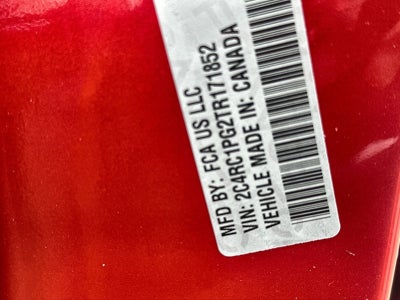 MFD BY: FCA US LLC
VIN: 2C4RC1PG2TR171852
VEHICLE MADE IN: CANADA